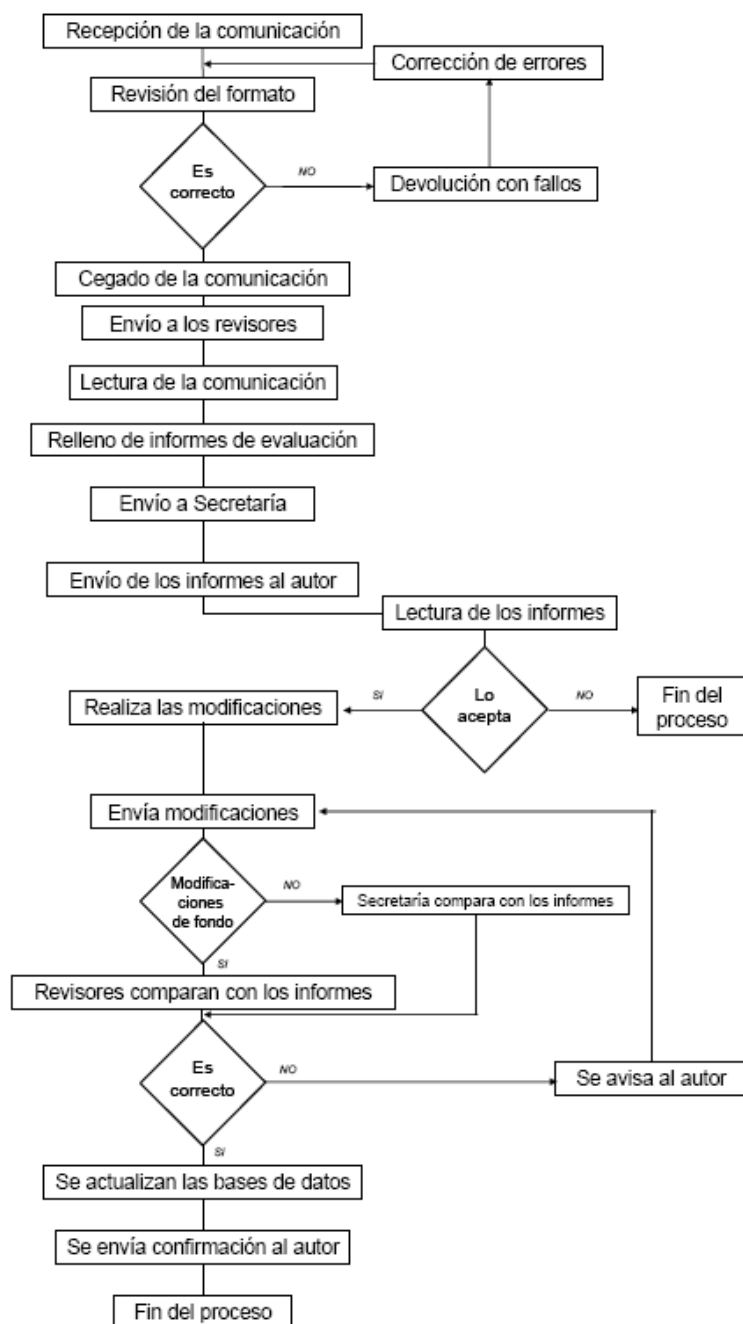 Recepción de la comunicación
Corrección de errores
Revisión del formato
Es
correcto
NO
Devolución con fallos
Cegado de la comunicación
Envío a los revisores
Lectura de la comunicación
Relleno de informes de evaluación
Envío a Secretaría
Envío de los informes al autor
Lectura de los informes
Realiza las modificaciones
SI
Lo
acepta
NO
Fin del
proceso
Envía modificaciones
Modifica-
ciones
de fondo
NO
Secretaría compara con los informes
SI
Revisores comparan con los informes
Es
correcto
NO
Se avisa al autor
SI
Se actualizan las bases de datos
Se envía confirmación al autor
Fin del proceso